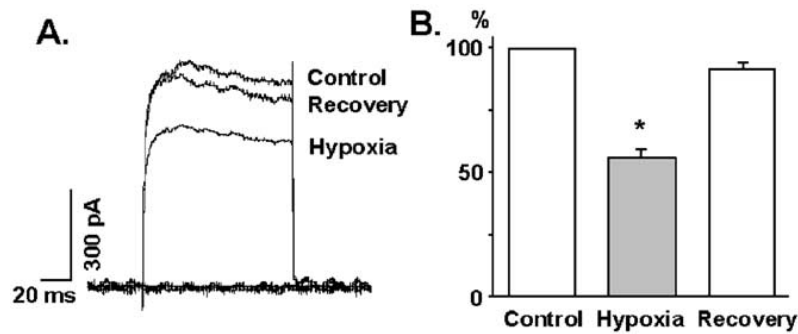 A.
Control
Recovery
Hypoxia
300 pA
20 ms
B.
%
100
*
50
0
Control Hypoxia Recovery